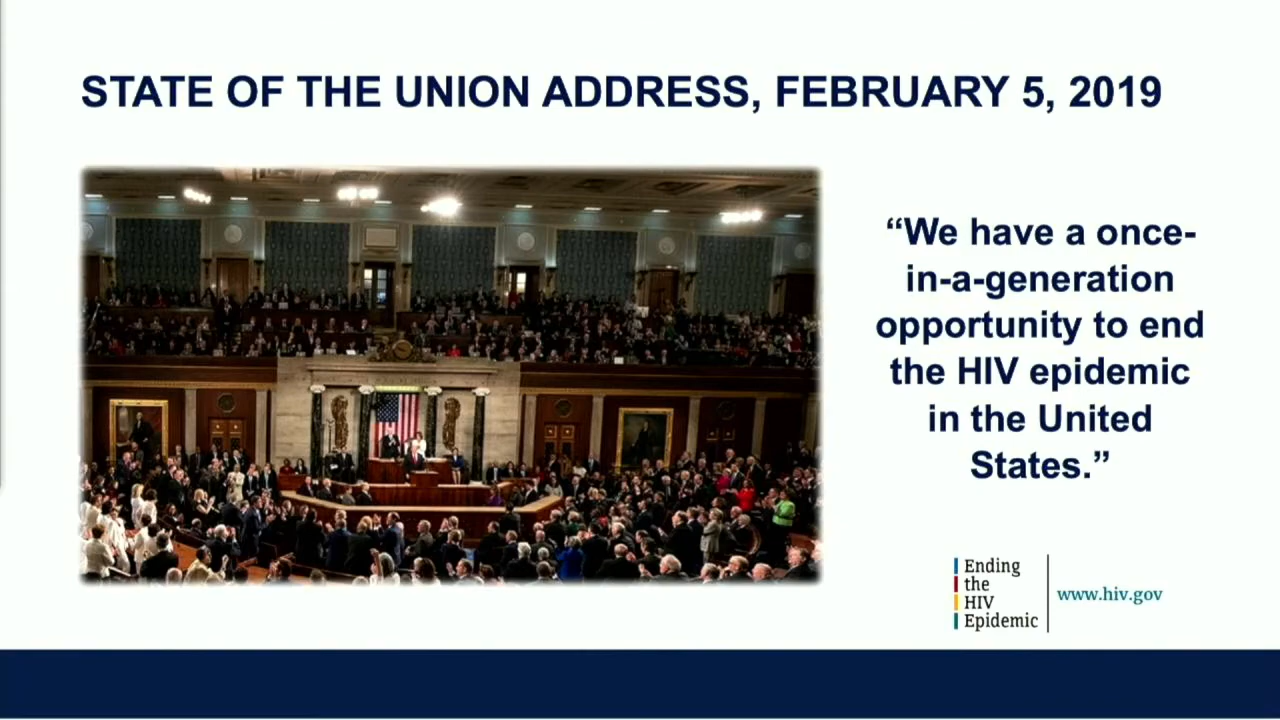 STATE OF THE UNION ADDRESS, FEBRUARY 5, 2019
“We have a once-
in-a-generation
opportunity to end
the HIV epidemic
in the United
States.”
Ending
the
HIV
Epidemic
www.hiv.gov